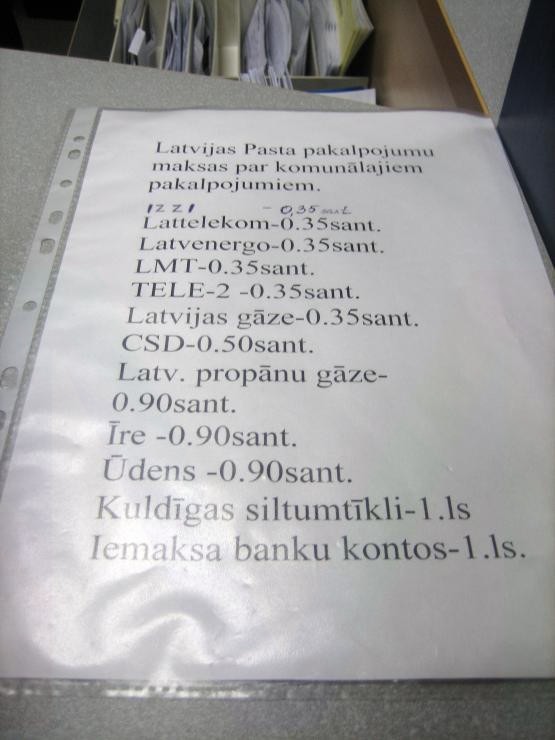 Latvijas Pasta pakalpojumu
maksas par komunālajiem
pakalpojumiem.
IZZI - 0,35 sant
Lattelekom-0.35sant.
Latvenergo-0.35sant.
LMT-0.35sant.
TELE-2 -0.35sant.
Latvijas gāze-0.35sant.
CSD-0.50sant.
Latv. propānu gāze-
0.90sant.
Īre -0.90sant.
Ūdens -0.90sant.
Kuldīgas siltumtīkli-1.ls
Iemaksa banku kontos-1.ls.